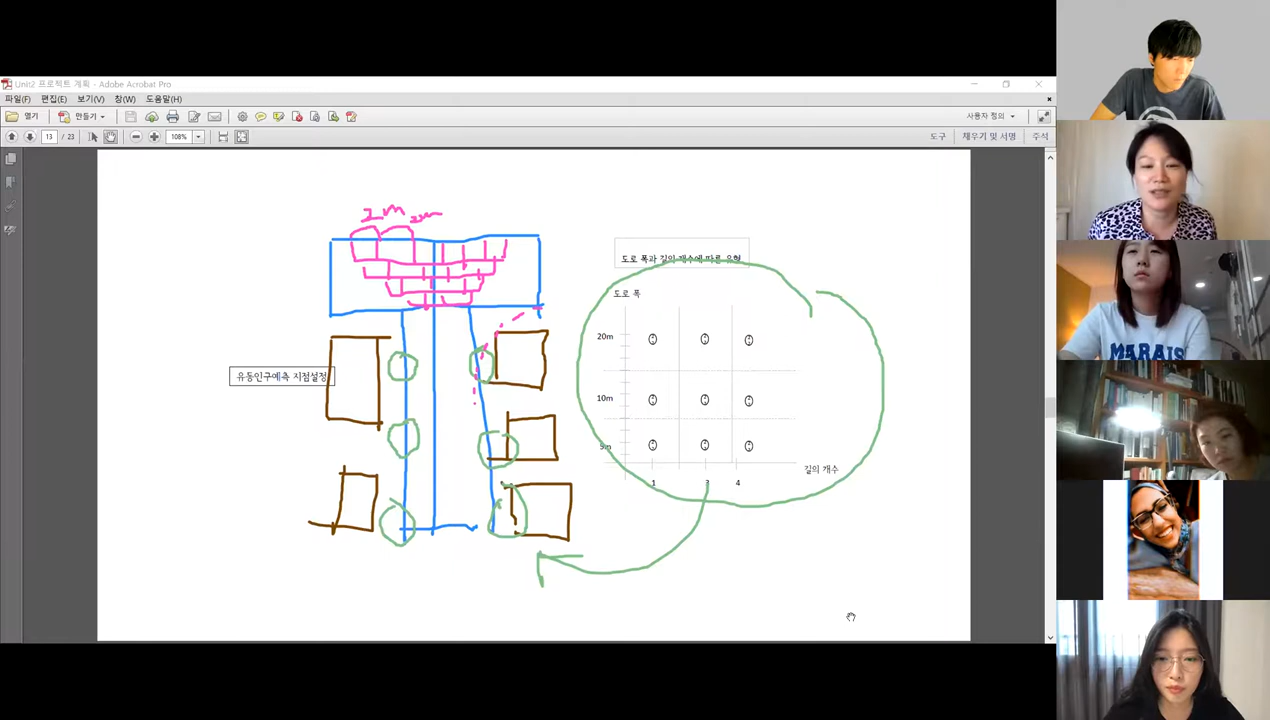 Unit2 프로젝트 계획 - Adobe Acrobat Pro
파일(F) 편집(E) 보기(V) 창(W) 도움말(H)
열기 만들기 사용자 정의
13 / 23 108% 도구 채우기 및 서명 주석
2m 2m
도로 폭과 길의 개수에 따른 유형
도로 폭
20m
유동인구예측 지점설정
10m
5m
길의 개수
1 3 4
MARAIS